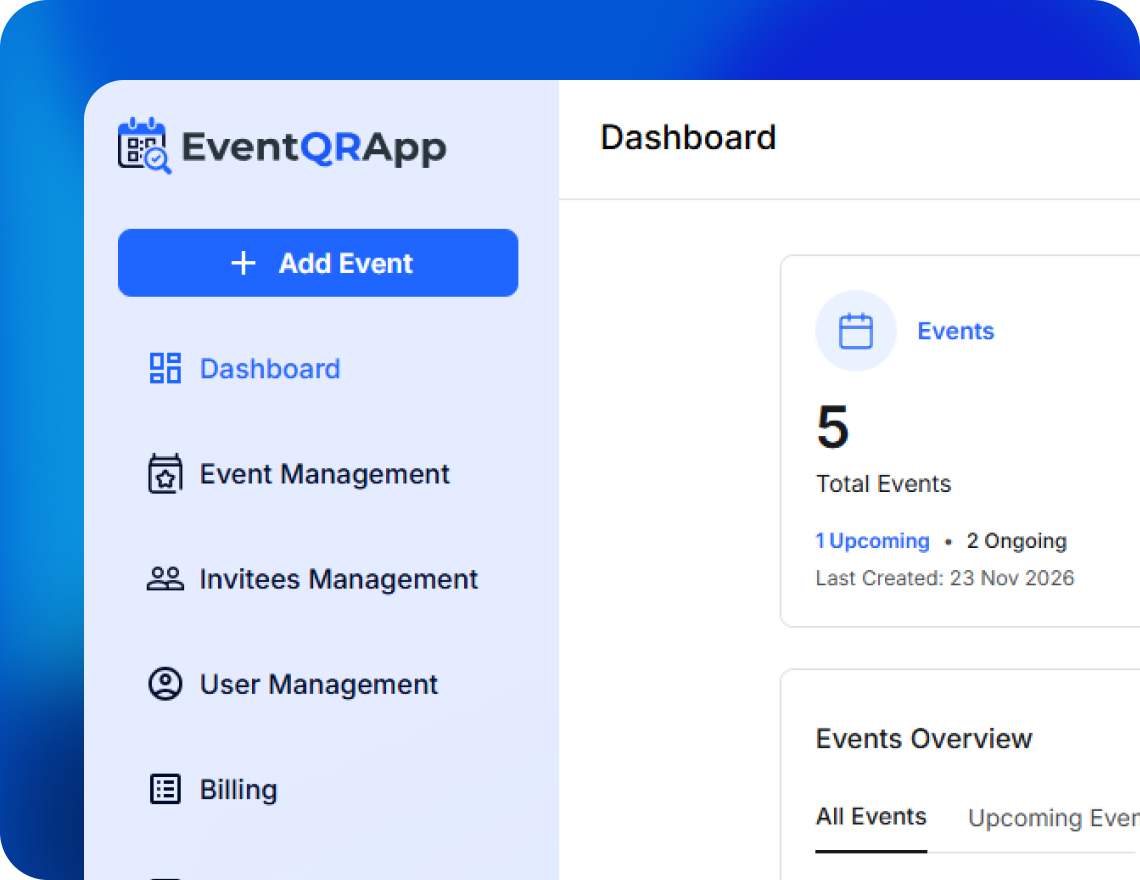 EventQRApp
Add Event
Dashboard
Event Management
Invitees Management
User Management
Billing
Dashboard
Events
5
Total Events
1 Upcoming • 2 Ongoing
Last Created: 23 Nov 2026
Events Overview
All Events
Upcoming